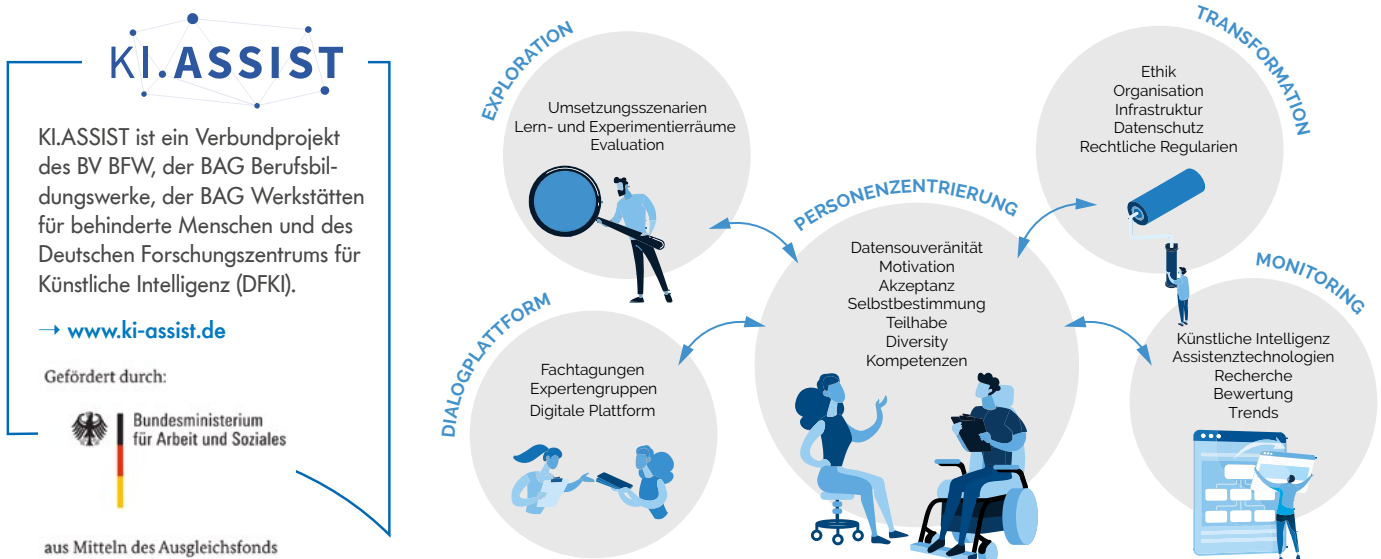 KI.ASSIST
KI.ASSIST ist ein Verbundprojekt
des BV BFW, der BAG Berufsbil-
dungswerke, der BAG Werkstätten
für behinderte Menschen und des
Deutschen Forschungszentrums für
Künstliche Intelligenz (DFKI).
→ www.ki-assist.de
Gefördert durch:
Bundesministerium
für Arbeit und Soziales
aus Mitteln des Ausgleichsfonds
EXPLORATION
Umsetzungsszenarien
Lern- und Experimentierräume
Evaluation
TRANSFORMATION
Ethik
Organisation
Infrastruktur
Datenschutz
Rechtliche Regularien
PERSONENZENTRIERUNG
Datensouveränität
Motivation
Akzeptanz
Selbstbestimmung
Teilhabe
Diversity
Kompetenzen
DIALOGPLATTFORM
Fachtagungen
Expertengruppen
Digitale Plattform
MONITORING
Künstliche Intelligenz
Assistenztechnologien
Recherche
Bewertung
Trends